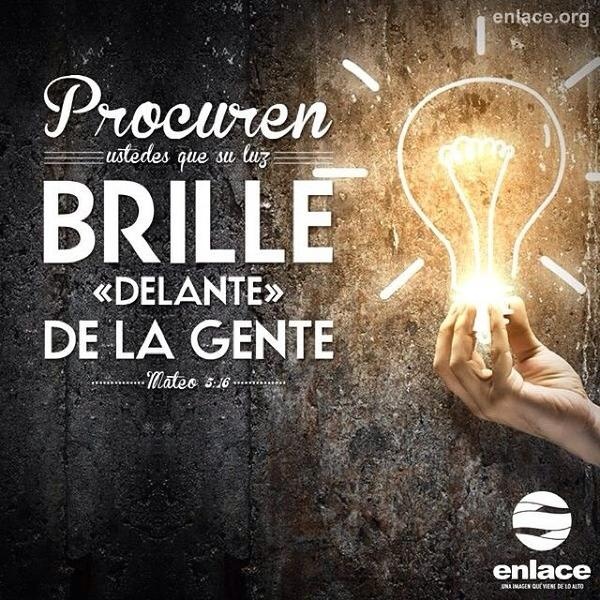 enlace.org
Procuren
ustedes que su luz
BRILLE
«DELANTE»
DE LA GENTE
Mateo 5:16
enlace
UNA IMAGEN QUE VIENE DE LO ALTO